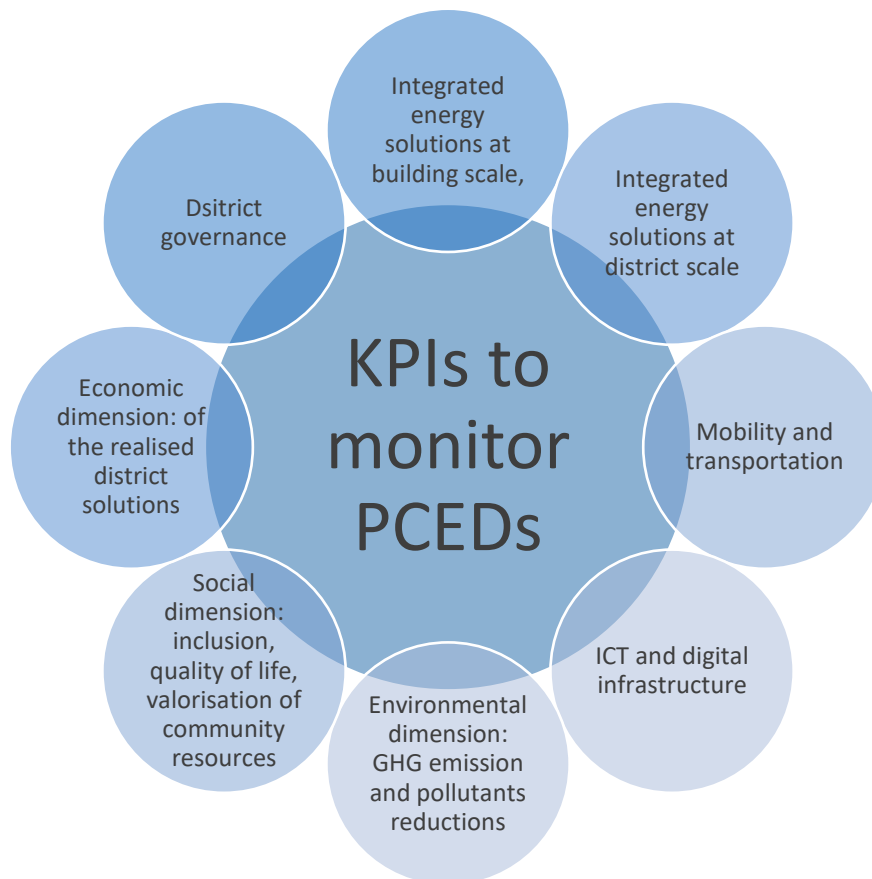 Integrated
energy
solutions at
building scale,
Integrated
energy
solutions at
district scale
Mobility and
transportation
ICT and digital
infrastructure
Environmental
dimension:
GHG emission
and pollutants
reductions
Social
dimension:
inclusion,
quality of life,
valorisation of
community
resources
Economic
dimension: of
the realised
district
solutions
Dsitrict
governance
KPIs to
monitor
PCEDs